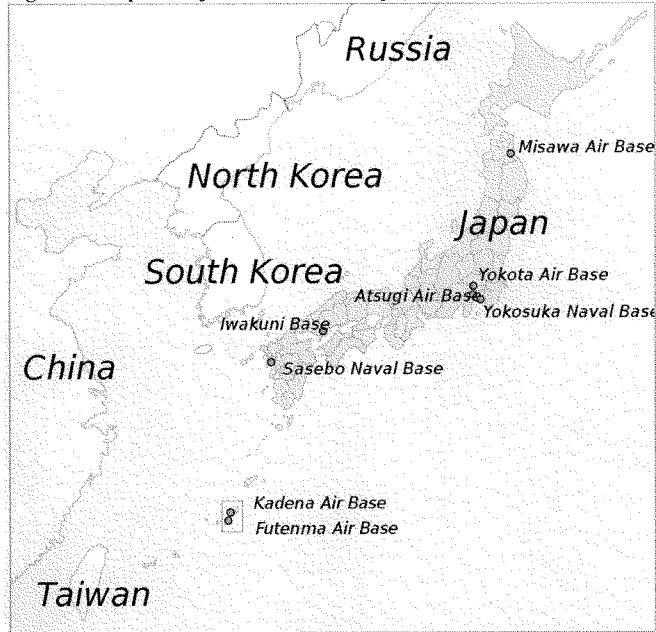 Russia
Misawa Air Base
North Korea
Japan
South Korea
Yokota Air Base
Atsugi Air Base
Yokosuka Naval Base
Iwakuni Base
China
Sasebo Naval Base
Kadena Air Base
Futenma Air Base
Taiwan